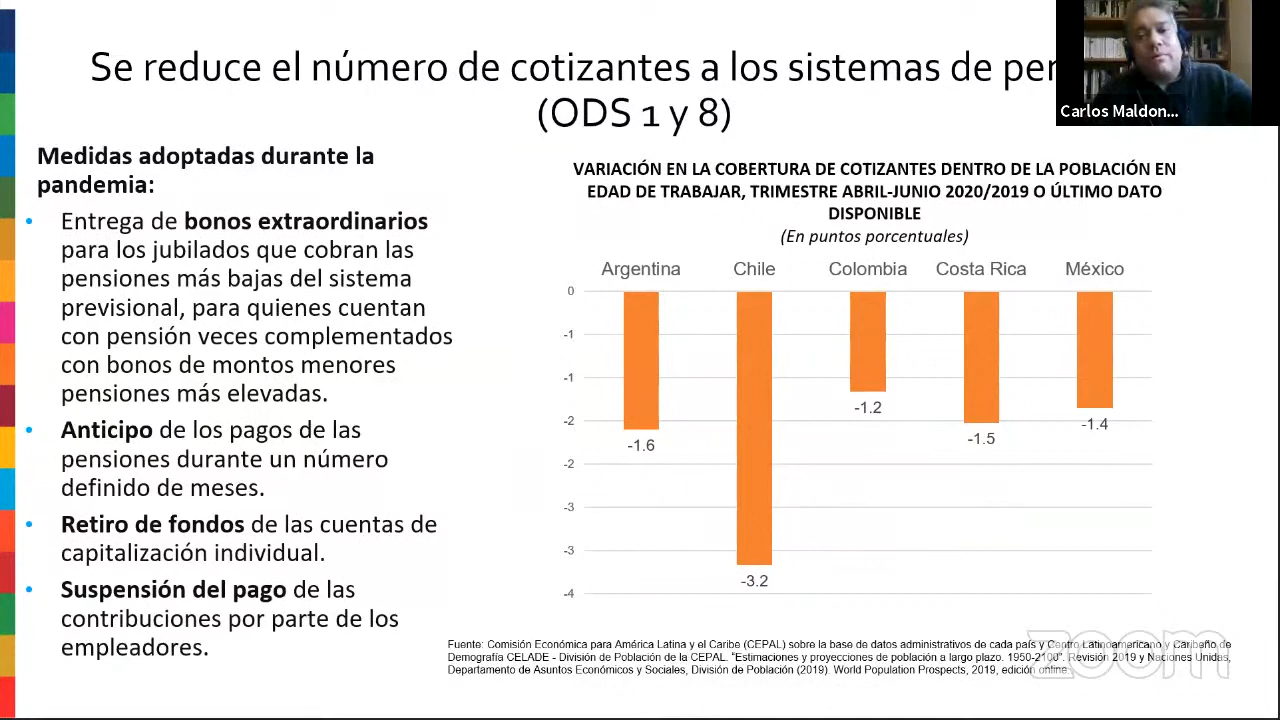 Se reduce el número de cotizantes a los sistemas de
(ODS 1 y 8)
Carlos Maldon...
Medidas adoptadas durante la
pandemia:
• Entrega de bonos extraordinarios
para los jubilados que cobran las
pensiones más bajas del sistema
previsional, para quienes cuentan
con pensión veces complementados
con bonos de montos menores
pensiones más elevadas.
• Anticipo de los pagos de las
pensiones durante un número
definido de meses.
• Retiro de fondos de las cuentas de
capitalización individual.
• Suspensión del pago de las
contribuciones por parte de los
empleadores.
VARIACIÓN EN LA COBERTURA DE COTIZANTES DENTRO DE LA POBLACIÓN EN
EDAD DE TRABAJAR, TRIMESTRE ABRIL-JUNIO 2020/2019 O ÚLTIMO DATO
DISPONIBLE
(En puntos porcentuales)
Argentina Chile Colombia Costa Rica México
0
-1
-1
-2
-2
-3
-3
-4
-1.6
-3.2
-1.2
-1.5
-1.4
Fuente: Comisión Económica para América Latina y el Caribe (CEPAL) sobre la base de datos administrativos de cada país y Centro Latinoamericano y Caribeño de
Demografía CELADE - División de Población de la CEPAL. "Estimaciones y proyecciones de población a largo plazo. 1950-2100". Revisión 2019 y Naciones Unidas,
Departamento de Asuntos Económicos y Sociales, División de Población (2019). World Population Prospects, 2019, edición online.
zoom